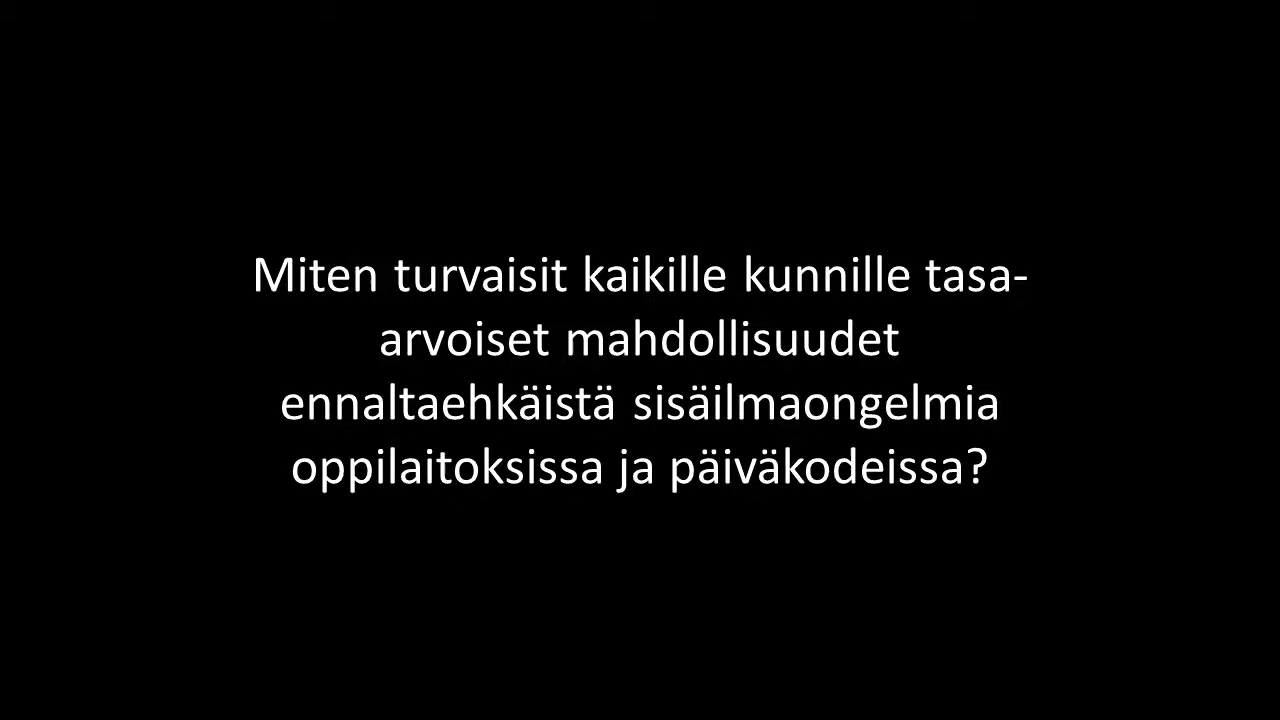 Miten turvaisit kaikille kunnille tasa-
arvoiset mahdollisuudet
ennaltaehkäistä sisäilmaongelmia
oppilaitoksissa ja päiväkodeissa?